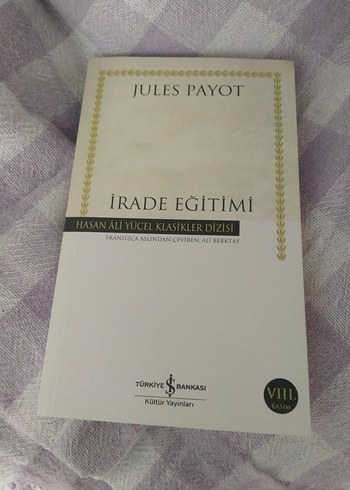 JULES PAYOT
İRADE EĞİTİMİ
HASAN ÂLİ YÜCEL KLASİKLER DİZİSİ
FRANSIZCA ASLINDAN ÇEVİREN: ALİ BERKTAY
TÜRKİYE İŞ BANKASI
Kültür Yayınları
VIII.
BASIM